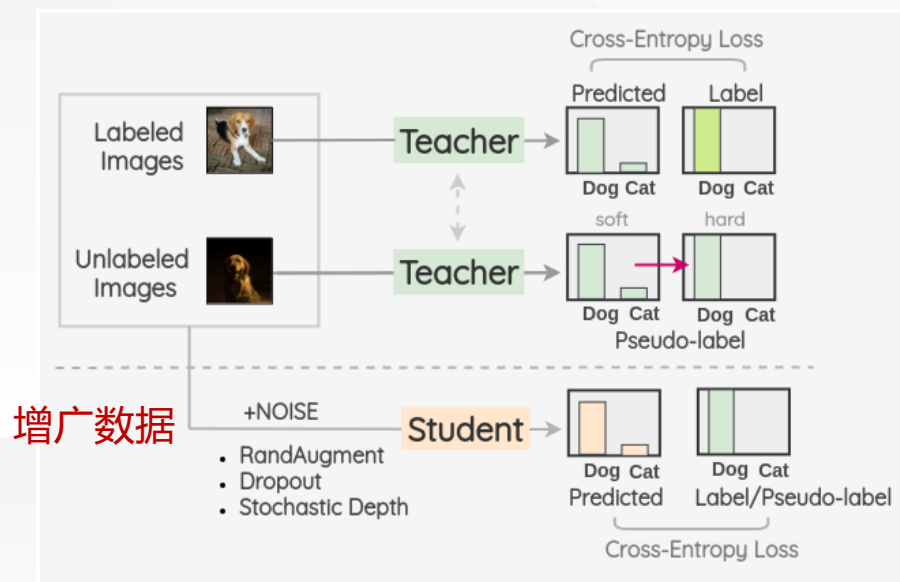 Cross-Entropy Loss
Predicted Label
Labeled
Images
Teacher
Dog Cat Dog Cat
soft hard
Unlabeled
Images
Teacher
Dog Cat Dog Cat
Pseudo-label
增广数据
+NOISE
Student
• RandAugment
• Dropout
• Stochastic Depth
Dog Cat Dog Cat
Predicted Label/Pseudo-label
Cross-Entropy Loss